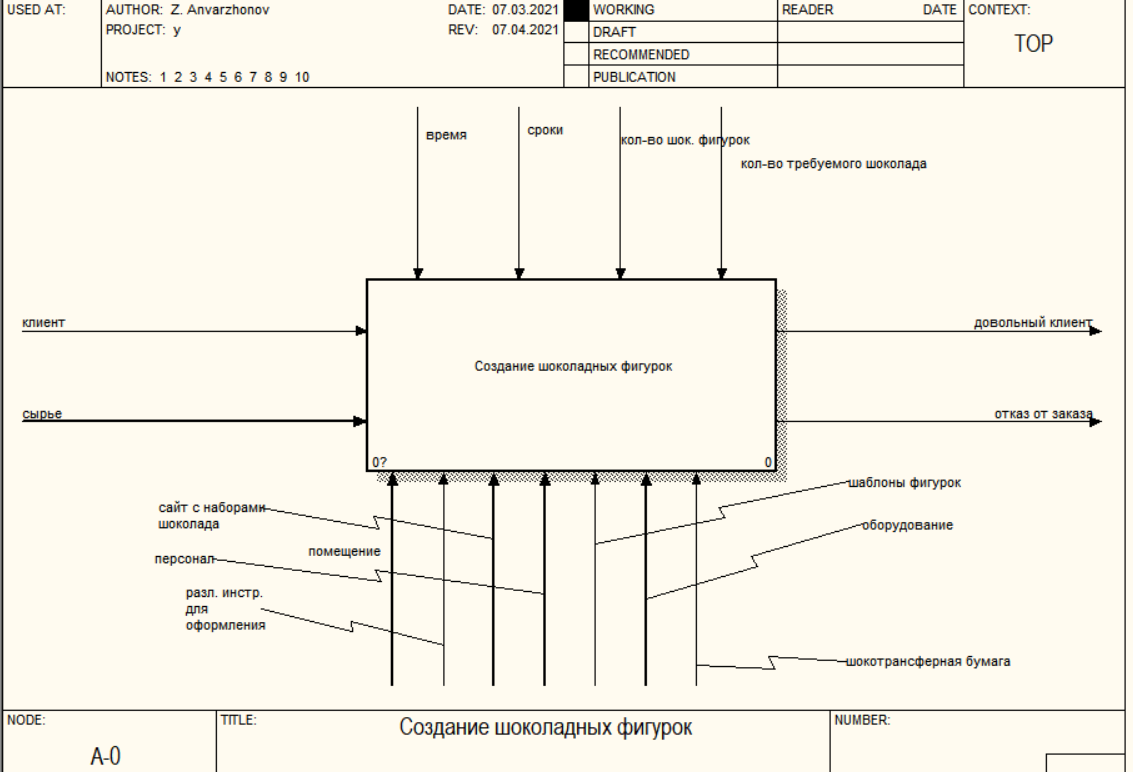 USED AT:
AUTHOR: Z. Anvarzhonov
DATE: 07.03.2021
WORKING
READER
DATE
CONTEXT:
PROJECT: у
REV: 07.04.2021
DRAFT
TOP
RECOMMENDED
NOTES: 1 2 3 4 5 6 7 8 9 10
PUBLICATION
время
сроки
кол-во шок. фигурок
кол-во требуемого шоколада
клиент
довольный клиент
Создание шоколадных фигурок
сырье
отказ от заказа
0?
0
шаблоны фигурок
сайт с наборами
шоколада
оборудование
помещение
персонал
разл. инстр.
для
оформления
шокотрансферная бумага
NODE:
TITLE:
NUMBER:
Создание шоколадных фигурок
A-0